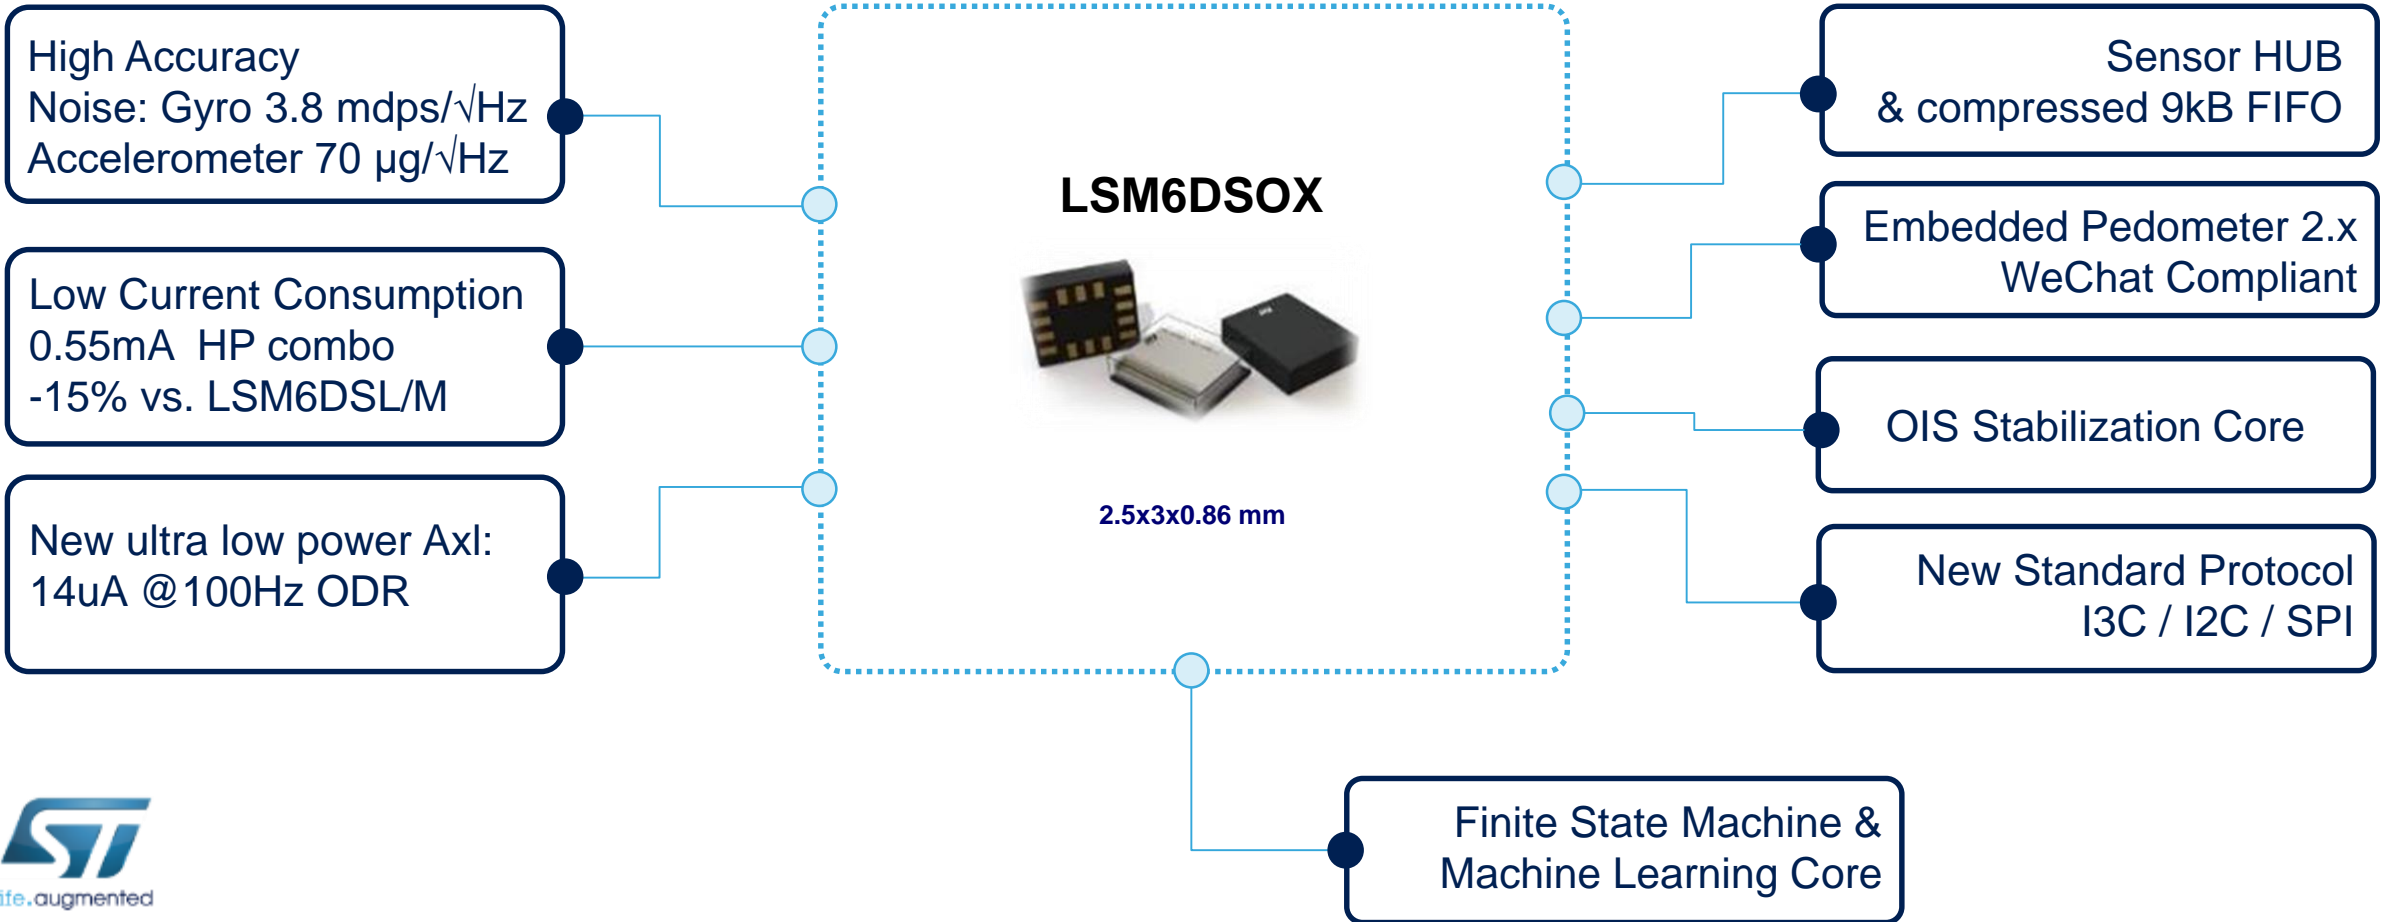 High Accuracy
Noise: Gyro 3.8 mdps/√Hz
Accelerometer 70 µg/√Hz
Low Current Consumption
0.55mA HP combo
-15% vs. LSM6DSL/M
New ultra low power Axl:
14uA @100Hz ODR
LSM6DSOX
2.5x3x0.86 mm
Sensor HUB
& compressed 9kB FIFO
Embedded Pedometer 2.x
WeChat Compliant
OIS Stabilization Core
New Standard Protocol
I3C / I2C / SPI
Finite State Machine &
Machine Learning Core
ST
life.augmented